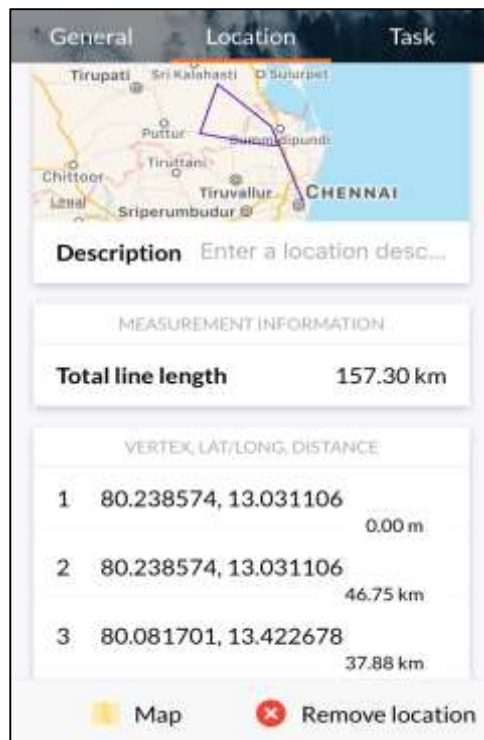 General Location Task
Tirupati Sri Kalahasti Sulurpet
Puttur Gummidipundi
Tiruttani
Chittoor
Tiruvallur CHENNAI
Sriperumbudur
Description Enter a location desc...
MEASUREMENT INFORMATION
Total line length 157.30 km
VERTEX, LAT/LONG, DISTANCE
1 80.238574, 13.031106
0.00 m
2 80.238574, 13.031106
46.75 km
3 80.081701, 13.422678
37.88 km
Map Remove location